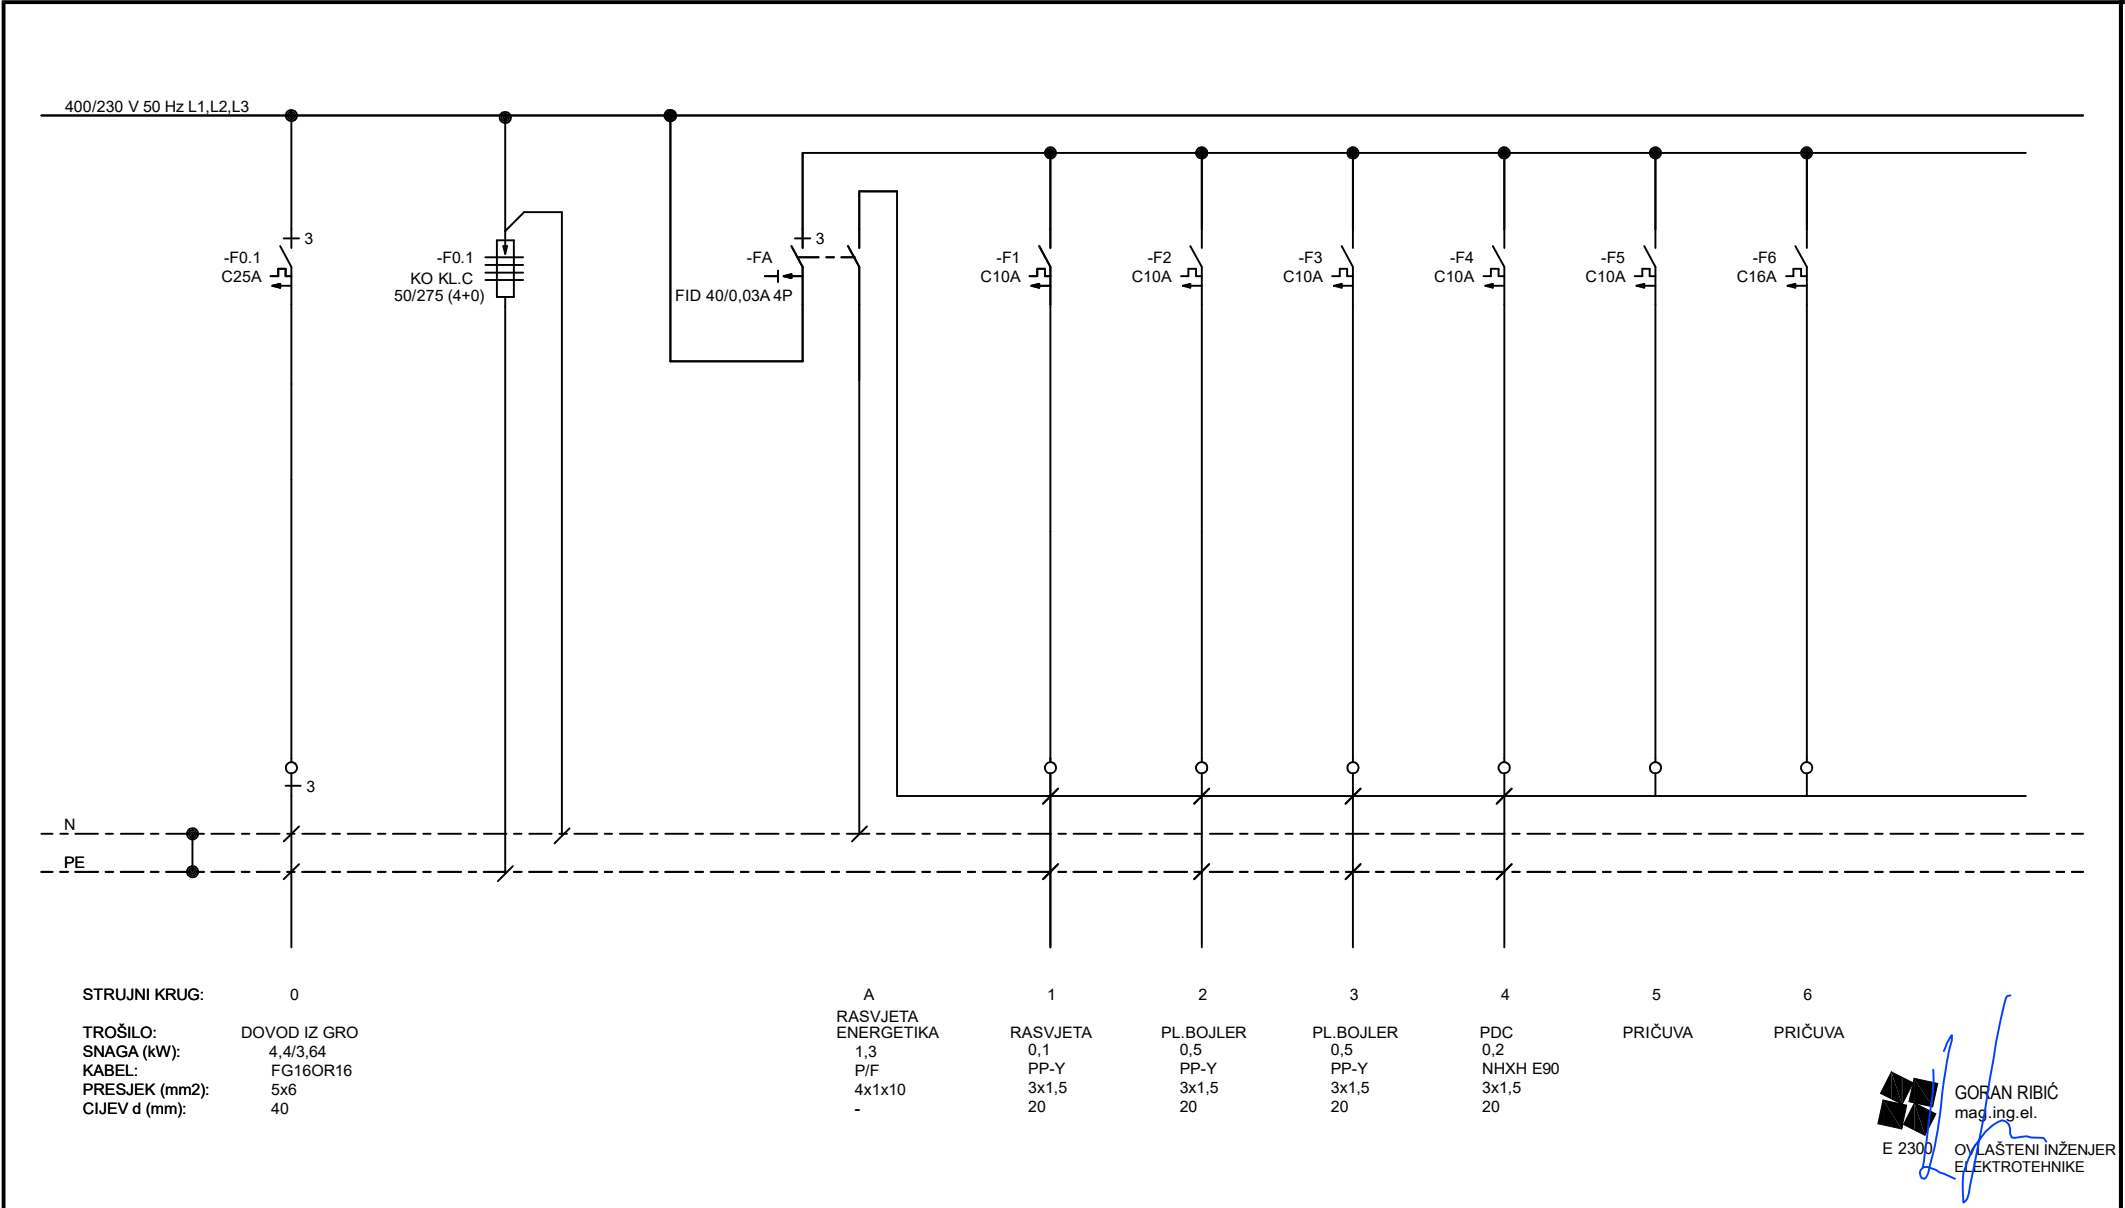 400/230 V 50 Hz L1,L2,L3
-F0.1
C25A
3
-F0.1
KO KL.C
50/275 (4+0)
-FA
3
FID 40/0,03A 4P
-F1
C10A
-F2
C10A
-F3
C10A
-F4
C10A
-F5
C10A
-F6
C16A
3
N
PE
STRUJNI KRUG: 0 A 1 2 3 4 5 6
RASVJETA
TROŠILO: DOVOD IZ GRO ENERGETIKA RASVJETA PL.BOJLER PL.BOJLER PDC PRIČUVA PRIČUVA
SNAGA (kW): 4,4/3,64 1,3 0,1 0,5 0,5 0,2
KABEL: FG16OR16 P/F PP-Y PP-Y PP-Y NHXH E90
PRESJEK (mm2): 5x6 4x1x10 3x1,5 3x1,5 3x1,5 3x1,5
CIJEV d (mm): 40 - 20 20 20 20
GORAN RIBIĆ
mag.ing.el.
E 2300
OVLAŠTENI INŽENJER
ELEKTROTEHNIKE